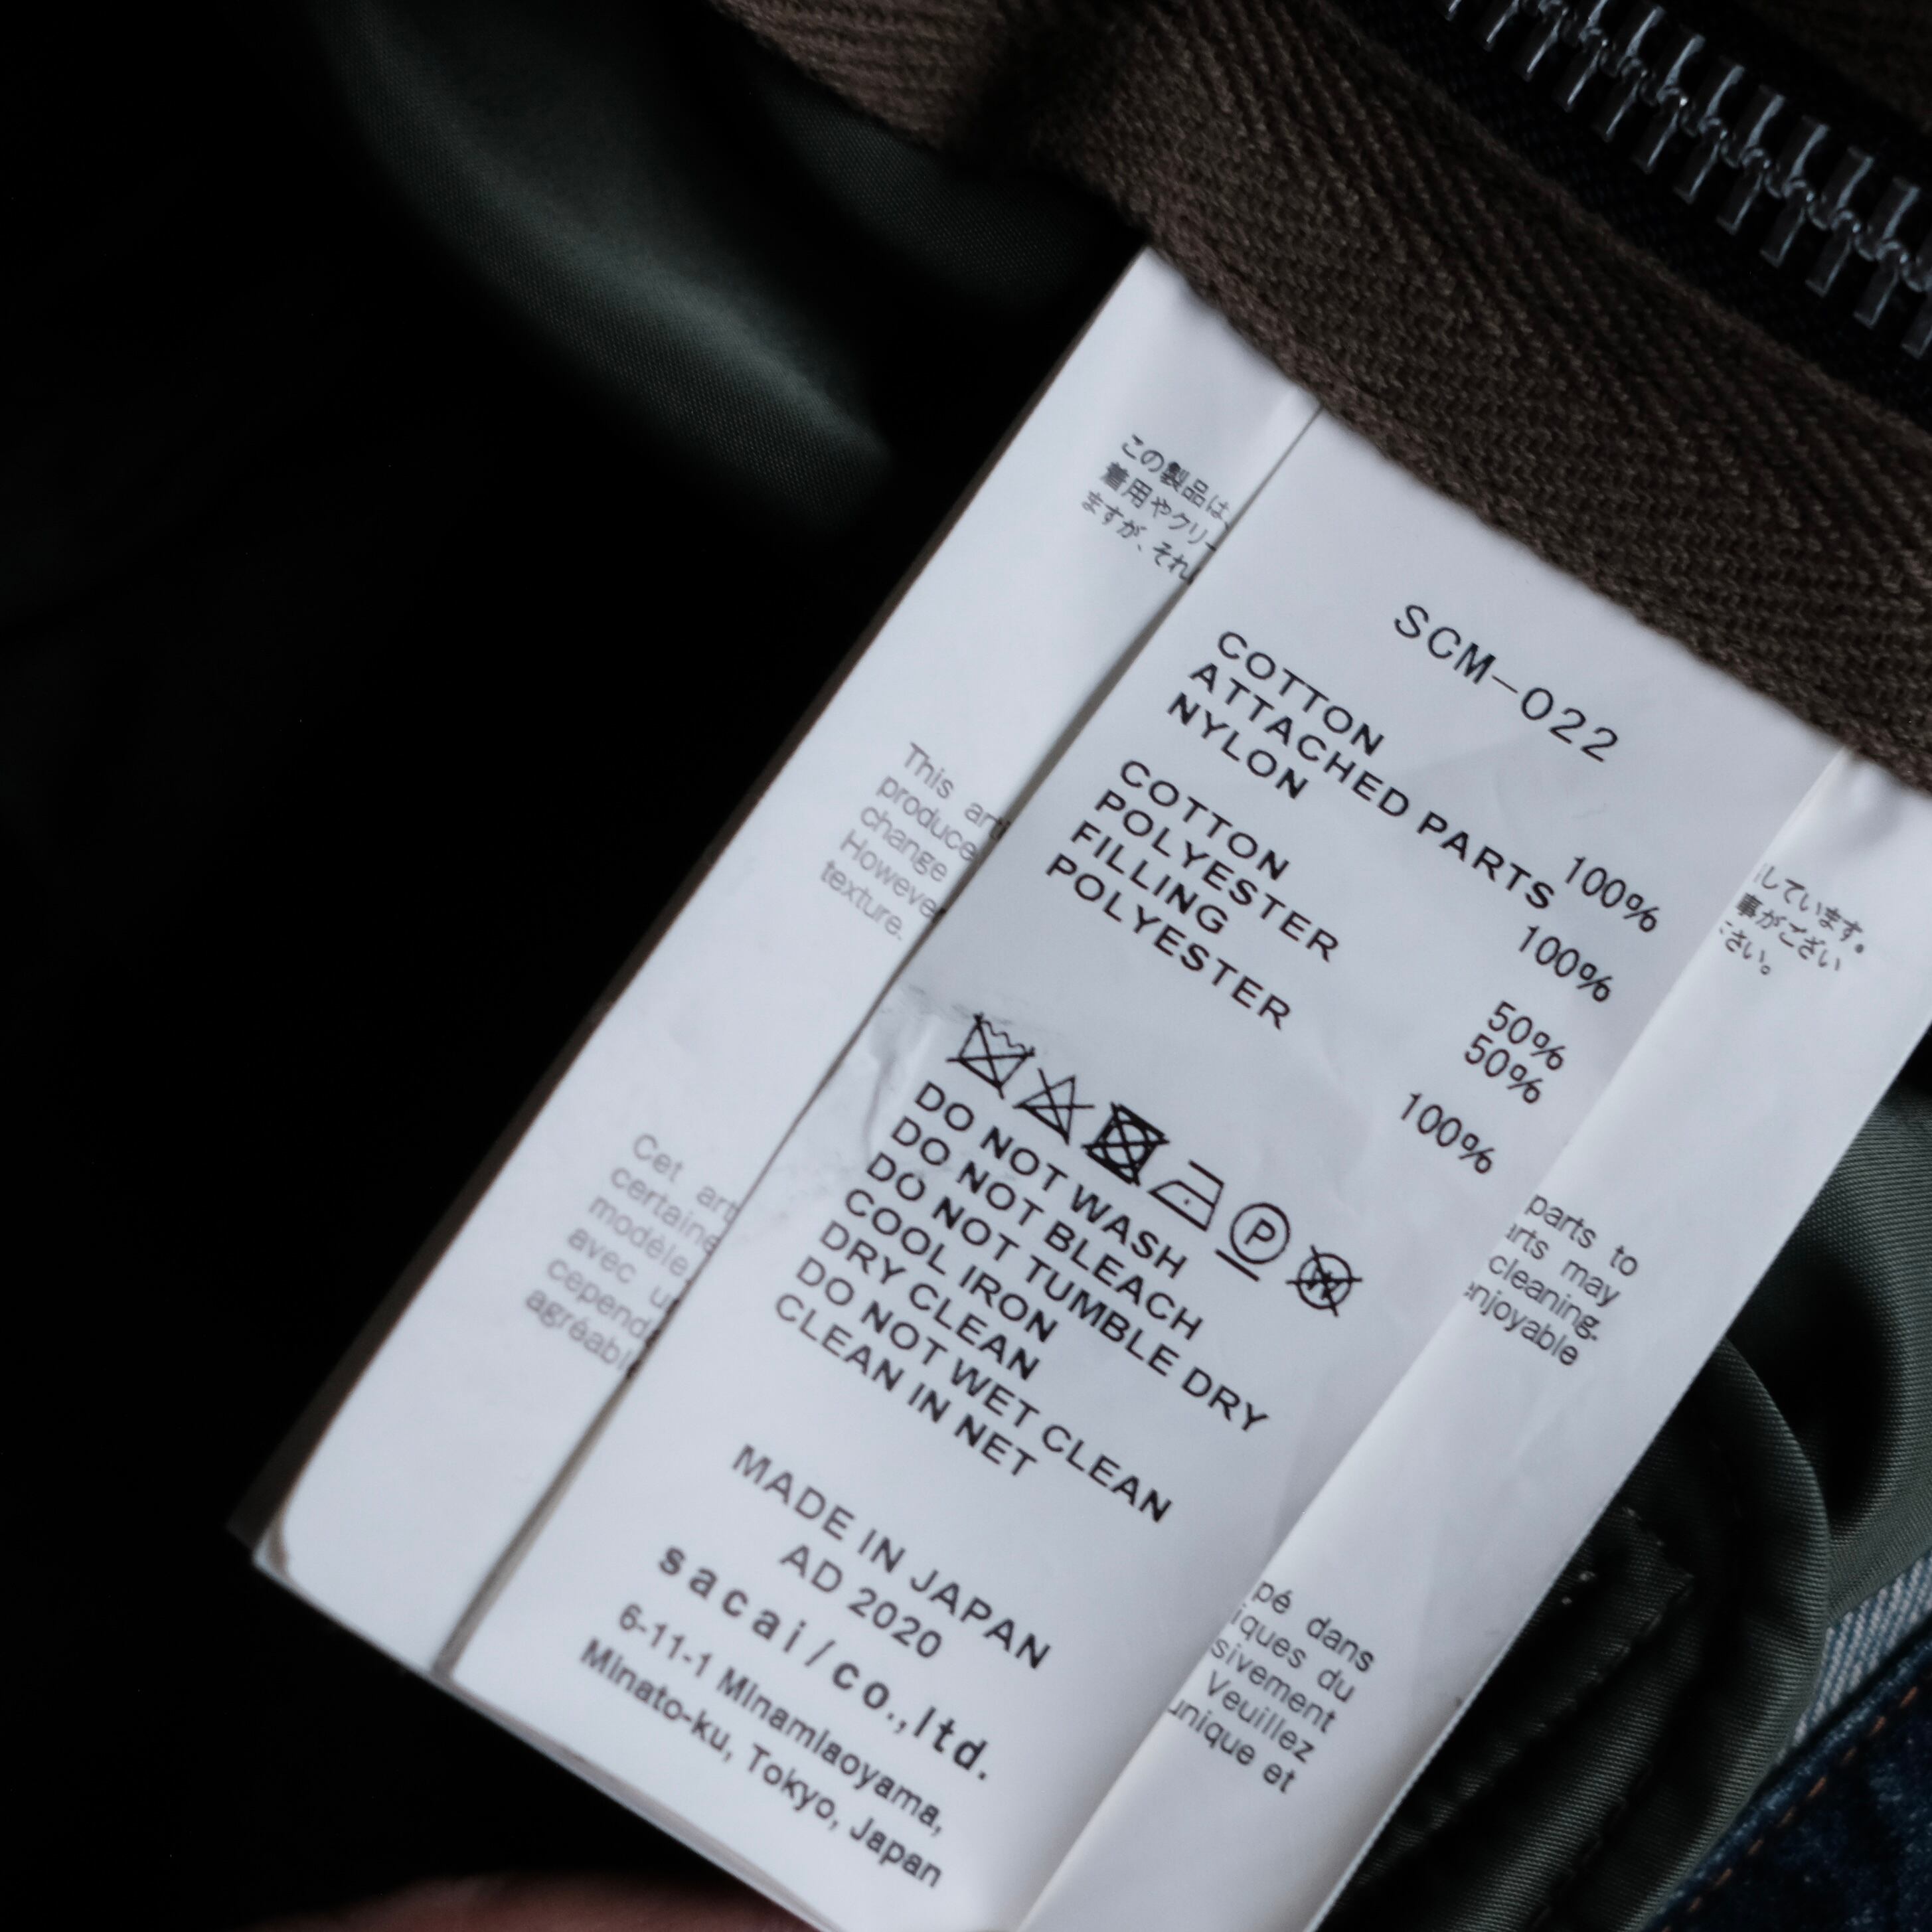 SCM-022
COTTON 100%
ATTACHED PARTS
NYLON 100%
COTTON 50%
POLYESTER 50%
FILLING
POLYESTER 100%
P
W
DO NOT WASH
DO NOT BLEACH
DO NOT TUMBLE DRY
COOL IRON
DRY CLEAN
DO NOT WET CLEAN
CLEAN IN NET
MADE IN JAPAN
AD 2020
sacai/co.,ltd.
6-11-1 Minamiaoyama,
Minato-ku, Tokyo, Japan
この製品は、
着用やクリー
ますが、それ
しています。
事がござい
さい。
This arti
produce
change
Howeve
texture.
parts to
arts may
cleaning.
enjoyable
Cet art
certaine
modèle,
avec u
cépend
agréabl
pé dans
iques du
sivement
Veuillez
unique et